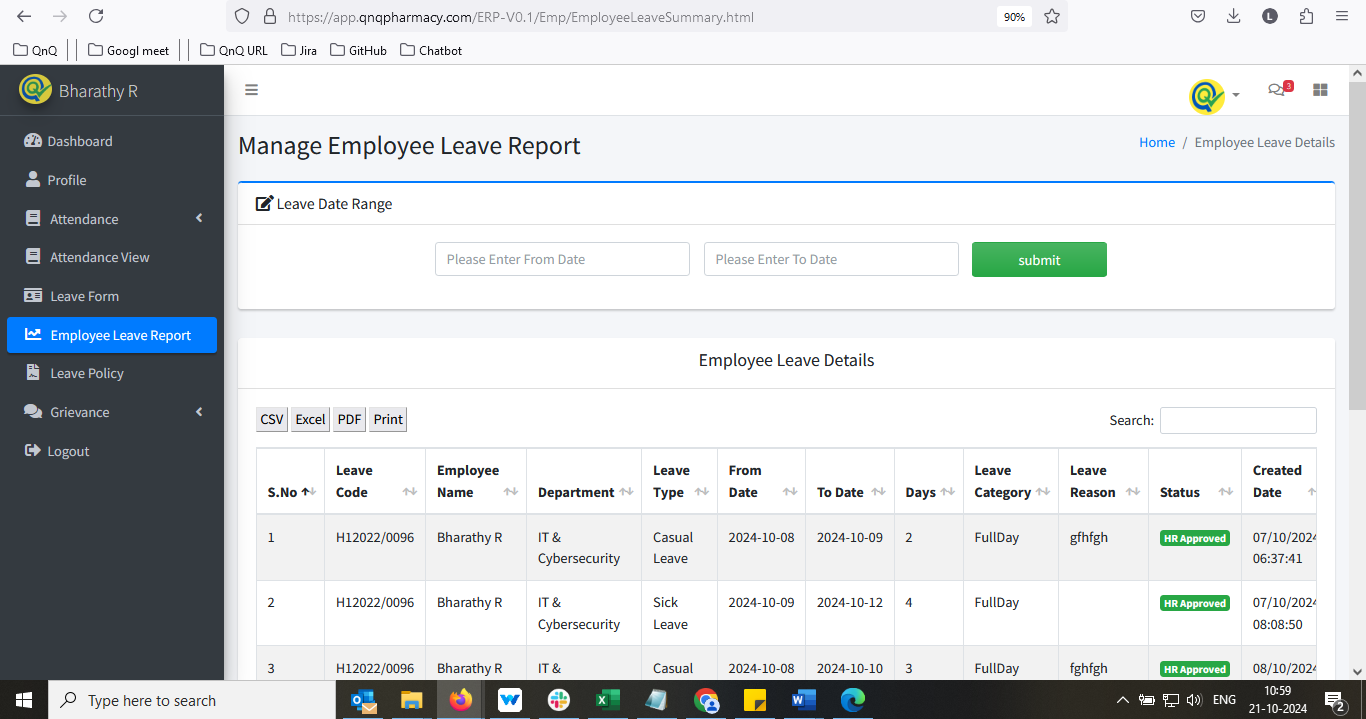 https://app.qnqpharmacy.com/ERP-V0.1/Emp/EmployeeLeaveSummary.html
90%
L
QnQ
Googl meet
QnQ URL
Jira
GitHub
Chatbot
Bharathy R
3
Dashboard
Profile
Attendance
Attendance View
Leave Form
Employee Leave Report
Leave Policy
Grievance
Logout
Manage Employee Leave Report
Home / Employee Leave Details
Leave Date Range
Please Enter From Date
Please Enter To Date
submit
Employee Leave Details
CSV Excel PDF Print
Search:
S.No
Leave Code
Employee Name
Department
Leave Type
From Date
To Date
Days
Leave Category
Leave Reason
Status
Created Date
1 H12022/0096 Bharathy R IT & Casual 2024-10-08 2024-10-09 2 FullDay gfhfgh HR Approved 07/10/2024
Cybersecurity Leave 06:37:41
2 H12022/0096 Bharathy R IT & Sick 2024-10-09 2024-10-12 4 FullDay HR Approved 07/10/2024
Cybersecurity Leave 08:08:50
3 H12022/0096 Bharathy R IT & Casual 2024-10-08 2024-10-10 3 FullDay fghfgh HR Approved 08/10/2024
Type here to search
ENG
10:59
21-10-2024
2